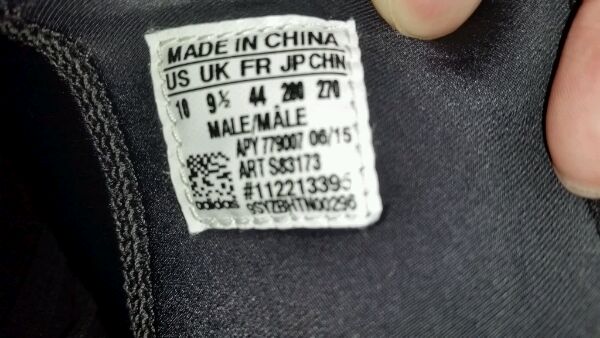 MADE IN CHINA
US UK FR JP CHN
10 9½ 44 280 270
MALE/MÂLE
APY 779007 06/15
ART S83173
#112213395
adidas 9SYZBHTN00296